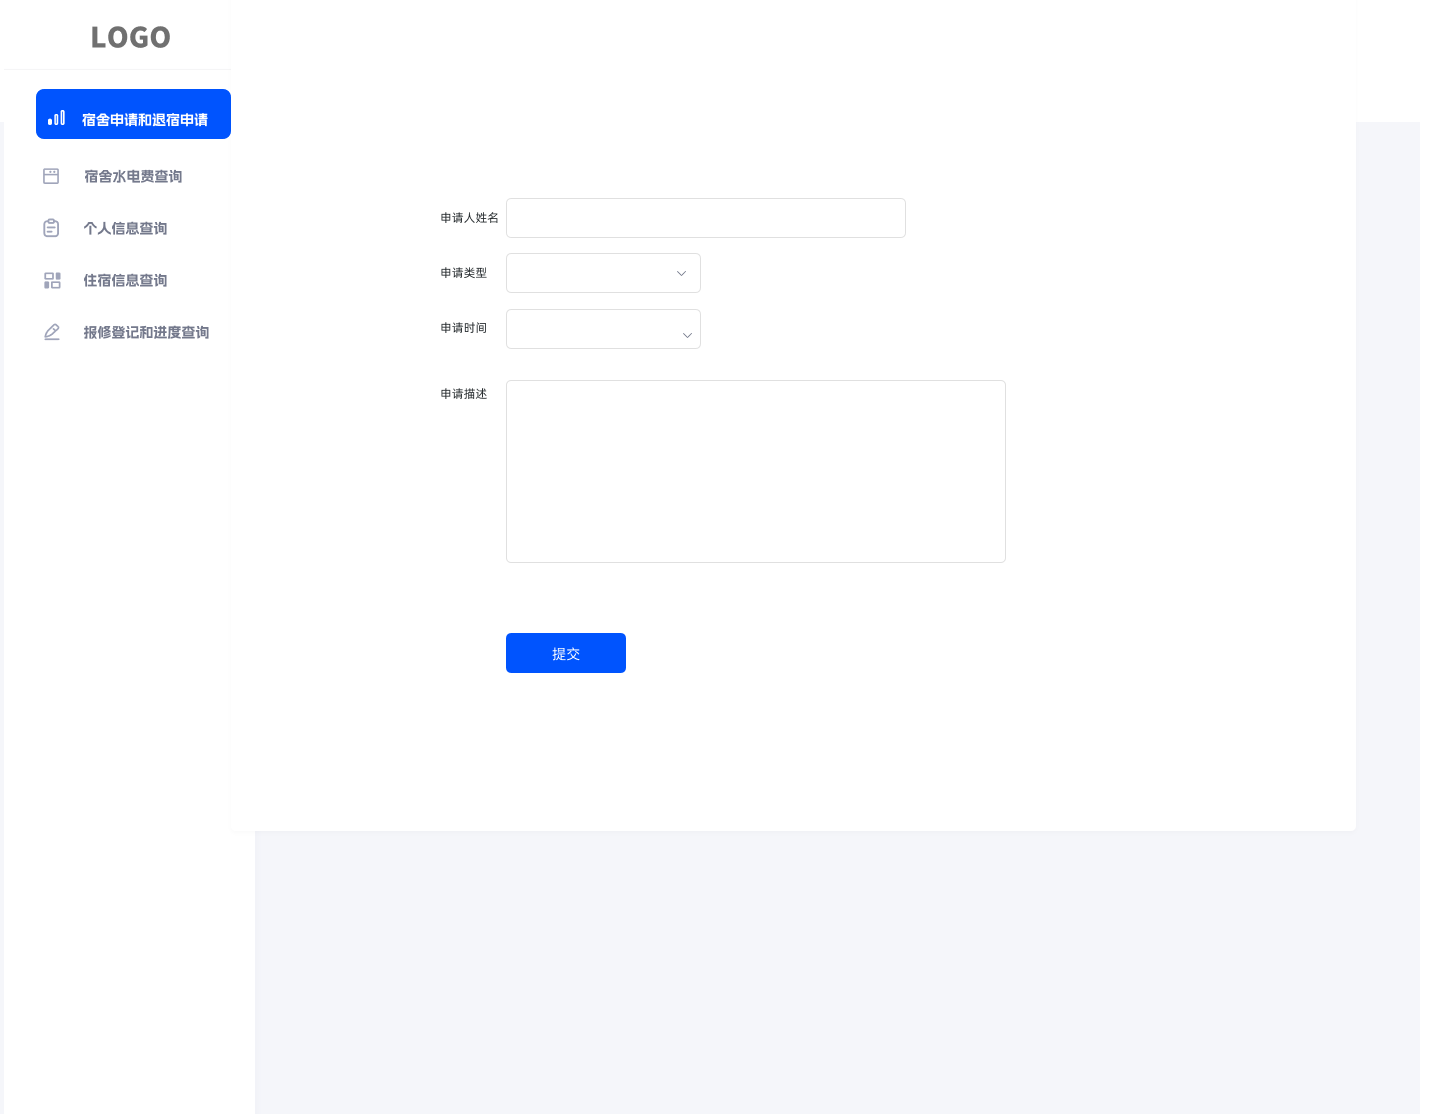 LOGO
宿舍申请和退宿申请
宿舍水电费查询
个人信息查询
住宿信息查询
报修登记和进度查询
申请人姓名
申请类型
申请时间
申请描述
提交